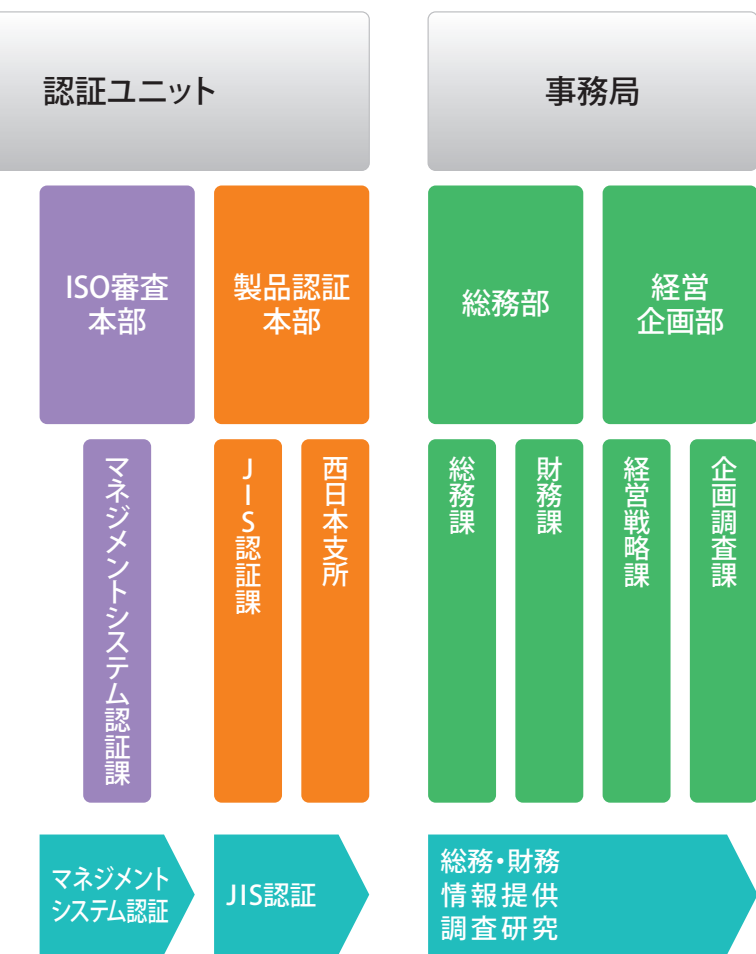 認証ユニット
事務局
ISO審査
本部
製品認証
本部
総務部
経営
企画部
マネジメントシステム認証課
JIS認証課
西日本支所
総務課
財務課
経営戦略課
企画調査課
マネジメント
システム認証
JIS認証
総務・財務
情報提供
調査研究